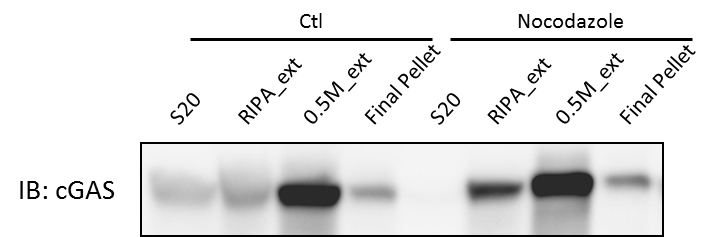 Ctl Nocodazole
S20 RIPA_ext 0.5M_ext Final Pellet S20 RIPA_ext 0.5M_ext Final Pellet
IB: cGAS